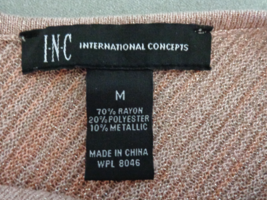 I·N·C INTERNATIONAL CONCEPTS
M
70% RAYON
20% POLYESTER
10% METALLIC
MADE IN CHINA
WPL 8046